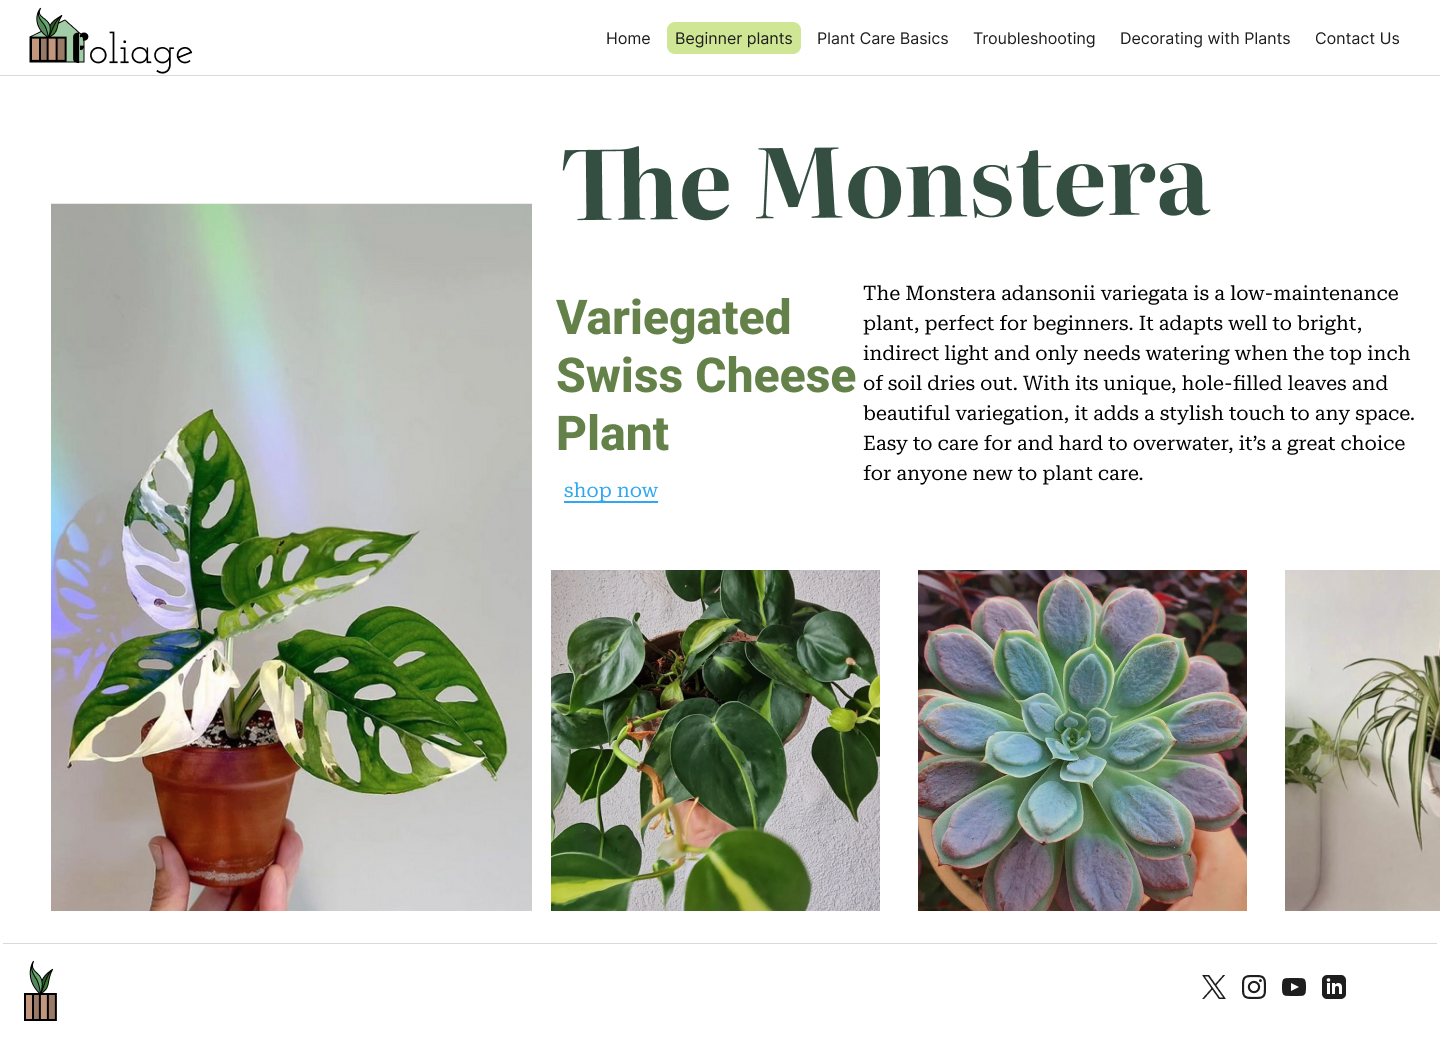 Foliage
Home Beginner plants Plant Care Basics Troubleshooting Decorating with Plants Contact Us
The Monstera
Variegated
Swiss Cheese
Plant
shop now
The Monstera adansonii variegata is a low-maintenance
plant, perfect for beginners. It adapts well to bright,
indirect light and only needs watering when the top inch
of soil dries out. With its unique, hole-filled leaves and
beautiful variegation, it adds a stylish touch to any space.
Easy to care for and hard to overwater, it’s a great choice
for anyone new to plant care.
in